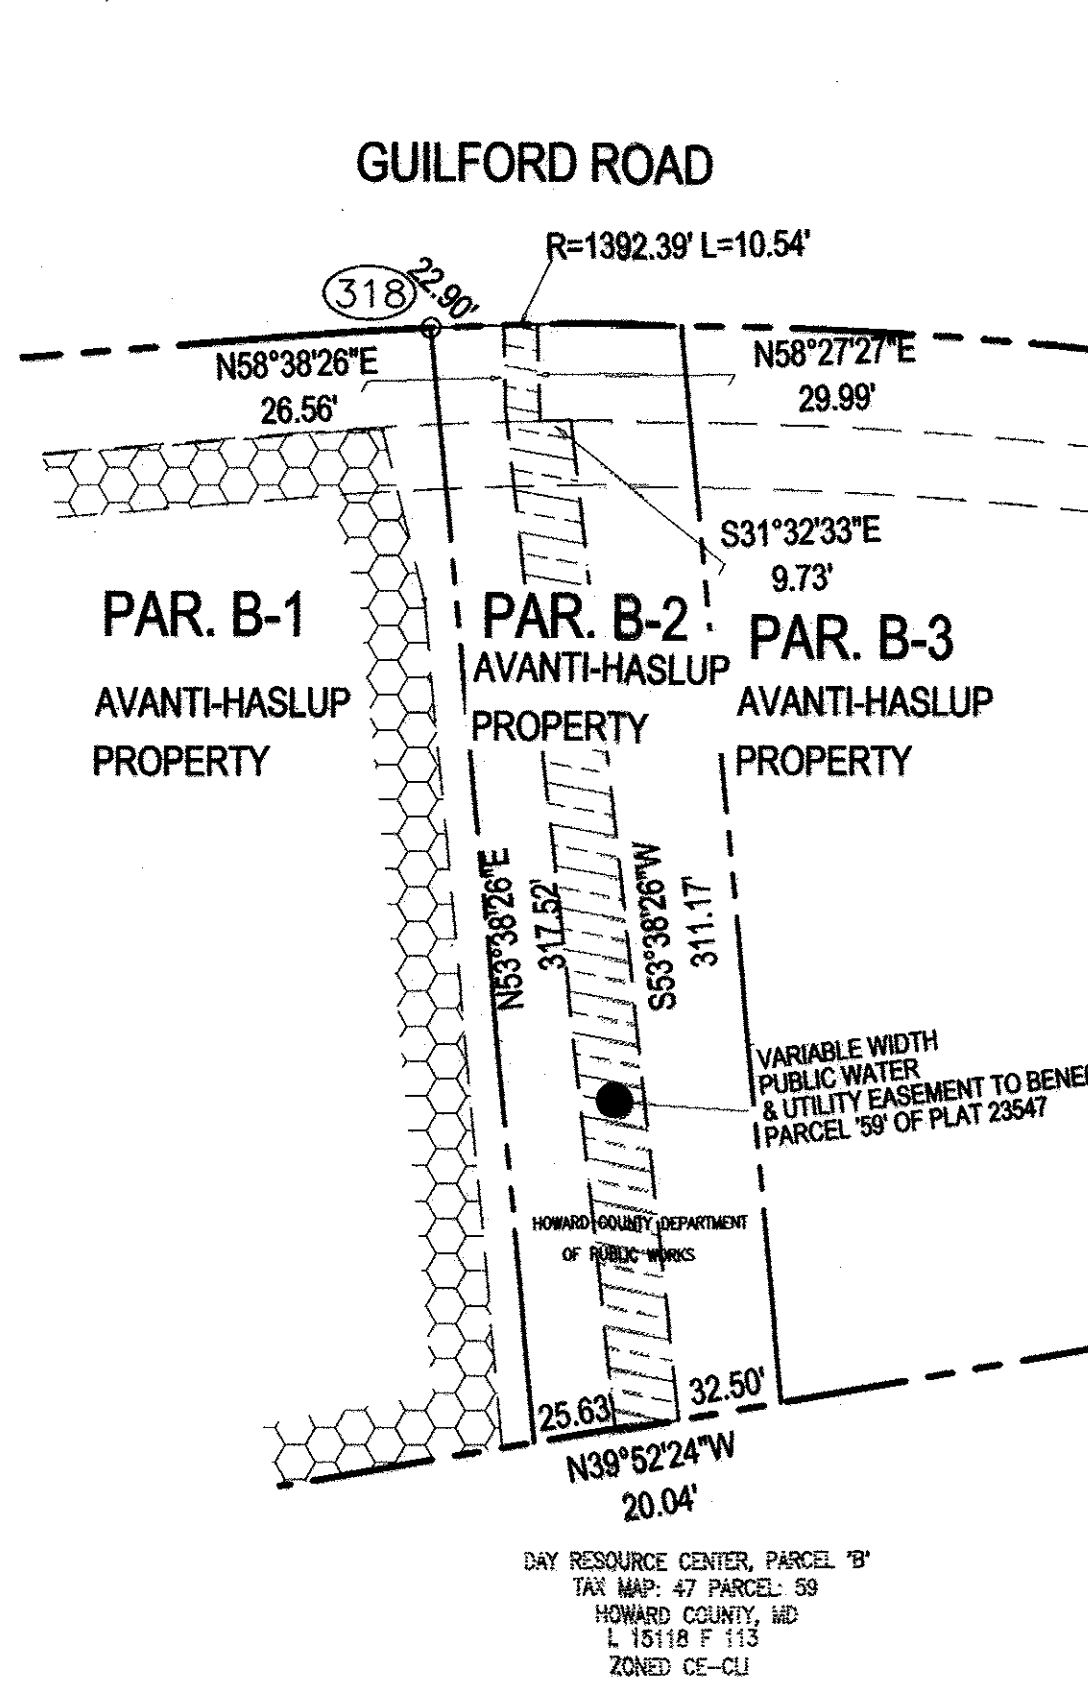 GUILFORD ROAD
R=1392.39' L=10.54'
318
22.90'
N58°38'26"E
26.56'
N58°27'27"E
29.99'
S31°32'33"E
9.73'
PAR. B-1
AVANTI-HASLUP
PROPERTY
PAR. B-2
AVANTI-HASLUP
PROPERTY
PAR. B-3
AVANTI-HASLUP
PROPERTY
N53°38'26"E
317.52'
S53°38'26"W
311.17'
VARIABLE WIDTH
PUBLIC WATER
& UTILITY EASEMENT TO BENE
PARCEL '59' OF PLAT 23547
HOWARD COUNTY DEPARTMENT
OF PUBLIC WORKS
25.63
32.50'
N39°52'24"W
20.04'
DAY RESOURCE CENTER, PARCEL 'B'
TAX MAP: 47 PARCEL: 59
HOWARD COUNTY, MD
L 15118 F 113
ZONED CE-CLI